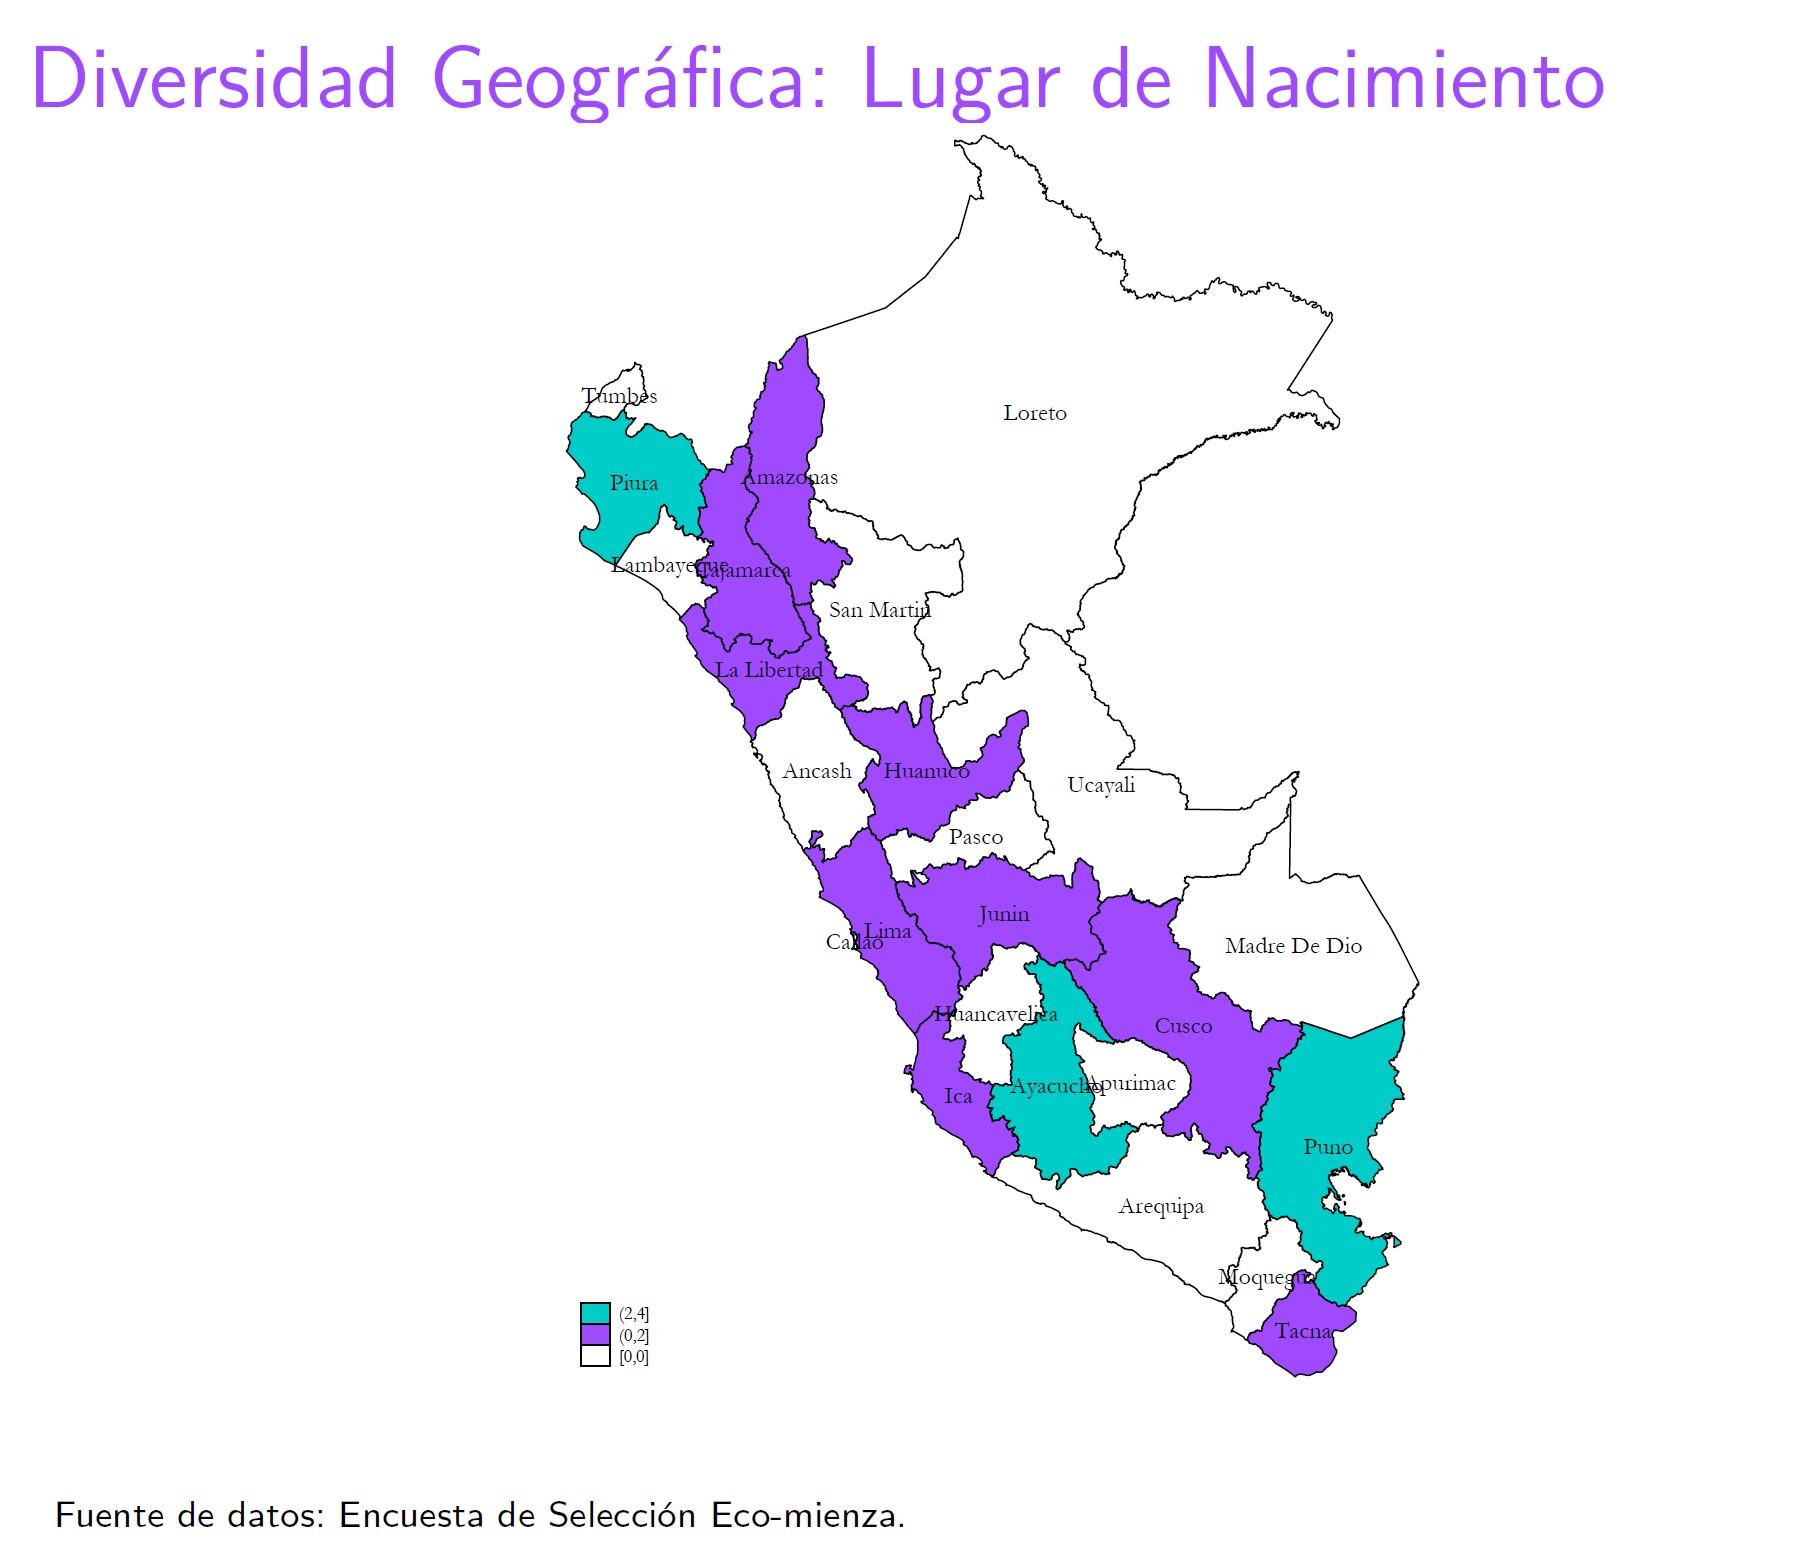 Diversidad Geográfica: Lugar de Nacimiento
Tumbes
Loreto
Piura
Amazonas
Lambayeque
Cajamarca
San Martin
La Libertad
Ancash
Huanuco
Ucayali
Pasco
Junin
Lima
Callao
Madre De Dio
Huancavelica
Cusco
Ayacucho
Apurimac
Ica
Puno
Arequipa
Moquegua
Tacna
(2,4]
(0,2]
[0,0]
Fuente de datos: Encuesta de Selección Eco-mienza.